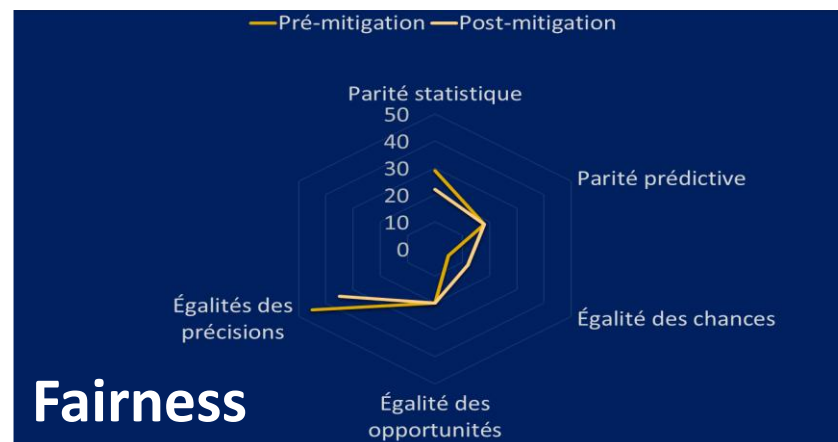 Pré-mitigation Post-mitigation
Parité statistique
50
40
30
20
10
0
Parité prédictive
Égalité des chances
Égalité des
opportunités
Égalités des
précisions
Fairness